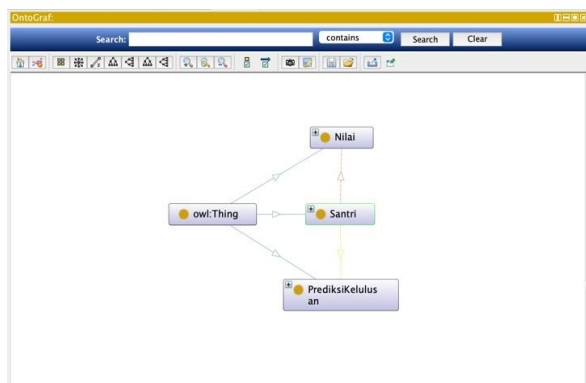 OntoGraf:
Search:
contains
Search
Clear
Nilai
owl:Thing
Santri
PrediksiKelulus
an